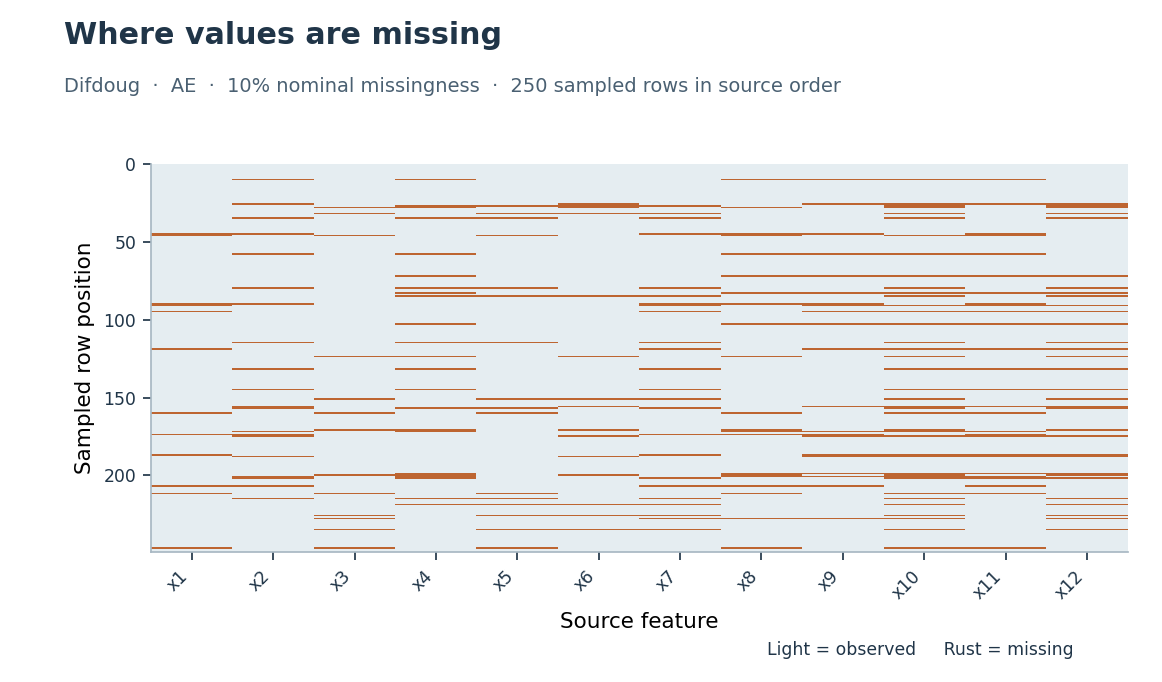 Where values are missing
Difdoug · AE · 10% nominal missingness · 250 sampled rows in source order
0
50
100
150
200
Sampled row position
x1 x2 x3 x4 x5 x6 x7 x8 x9 x10 x11 x12
Source feature
Light = observed Rust = missing